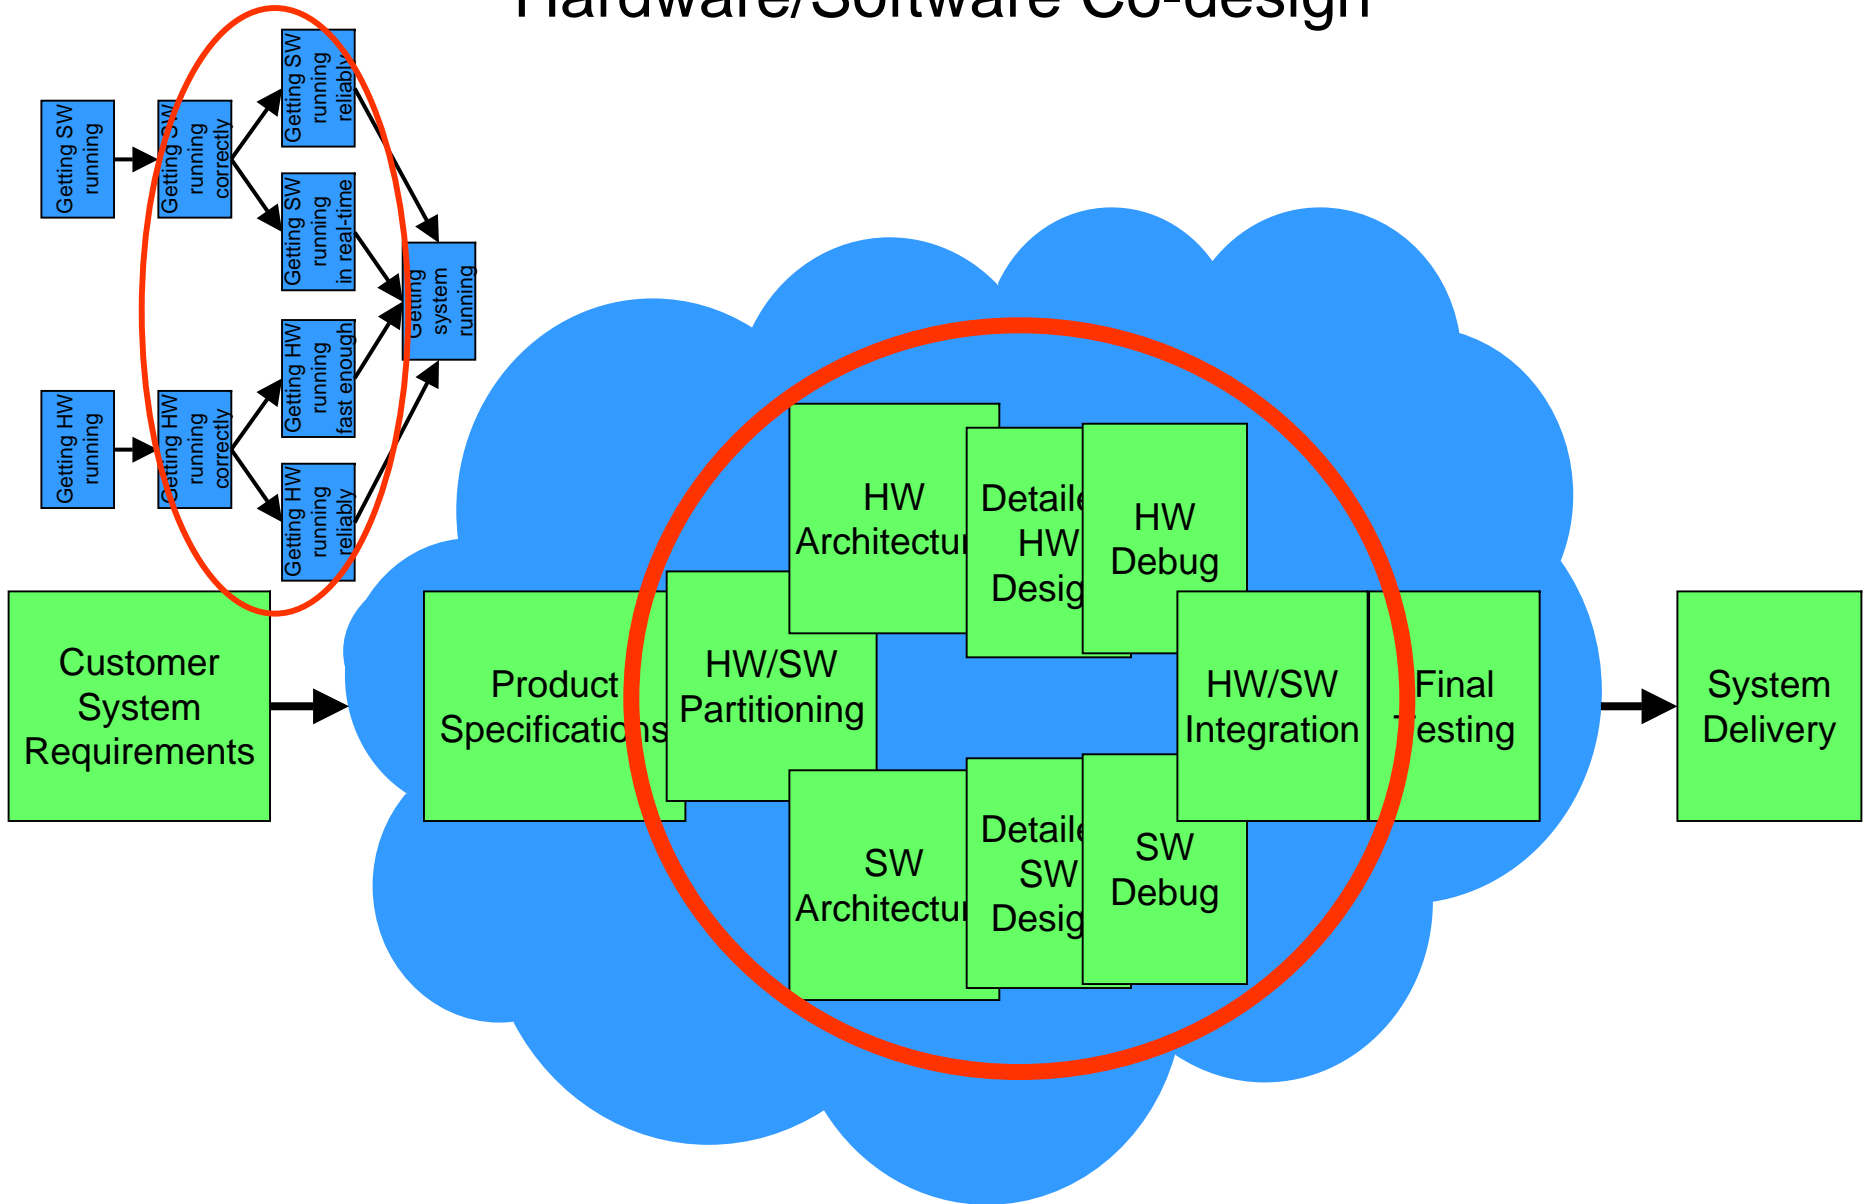 Hardware/Software Co-design
Getting SW
running
Getting SW
running
correctly
Getting SW
running
reliably
Getting SW
running
in real-time
Getting HW
running
fast enough
Getting HW
running
reliably
Getting HW
running
Getting HW
running
correctly
Getting
system
running
Customer
System
Requirements
Product
Specifications
HW/SW
Partitioning
HW
Architectur
Detaile
HW
Desig
HW
Debug
SW
Architectur
Detaile
SW
Desig
SW
Debug
HW/SW
Integration
Final
Testing
System
Delivery